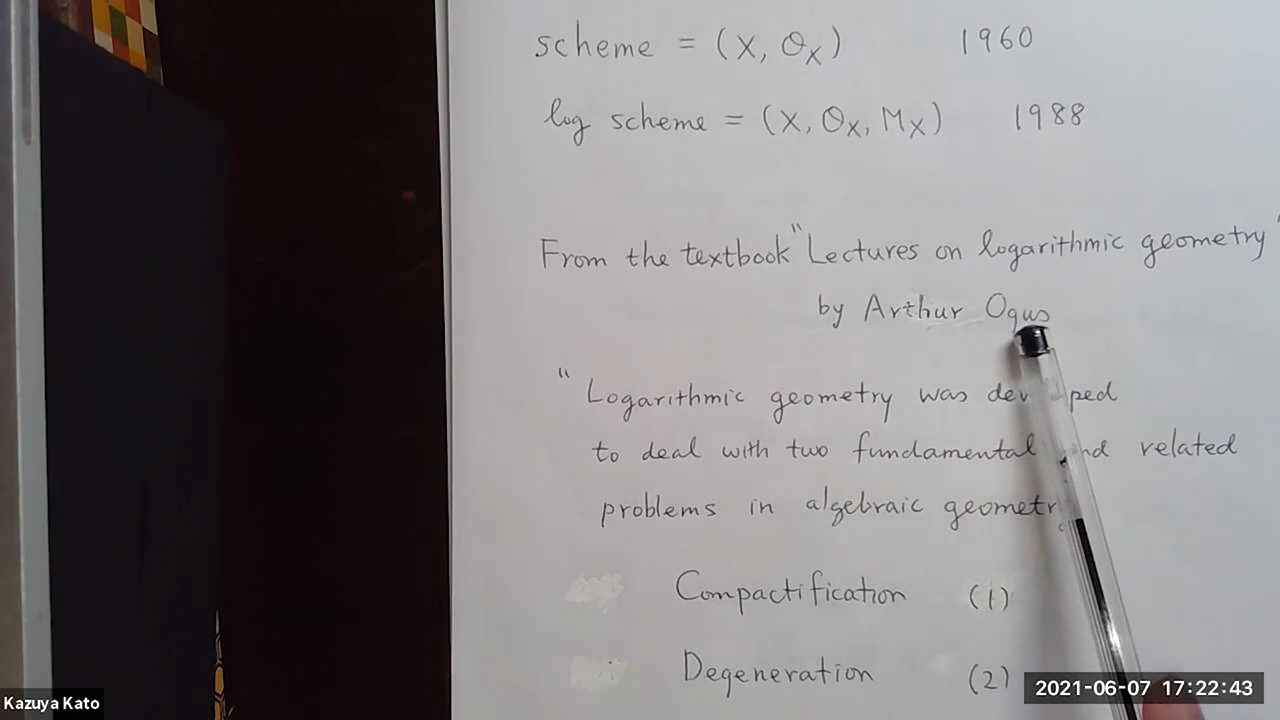 scheme = (X, O_X) 1960
log scheme = (X, O_X, M_X) 1988
From the textbook "Lectures on logarithmic geometry"
by Arthur Ogus
"Logarithmic geometry was
to deal with two fundamental related
problems in algebraic
Compactification (1)
Degeneration (2)
2021-06-07 17:22:43
Kazuya Kato